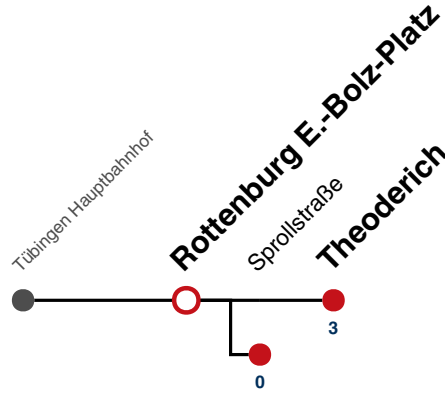 Tübingen Hauptbahnhof
Rottenburg E.-Bolz-Platz
Sprollstraße
Theoderich
3
0